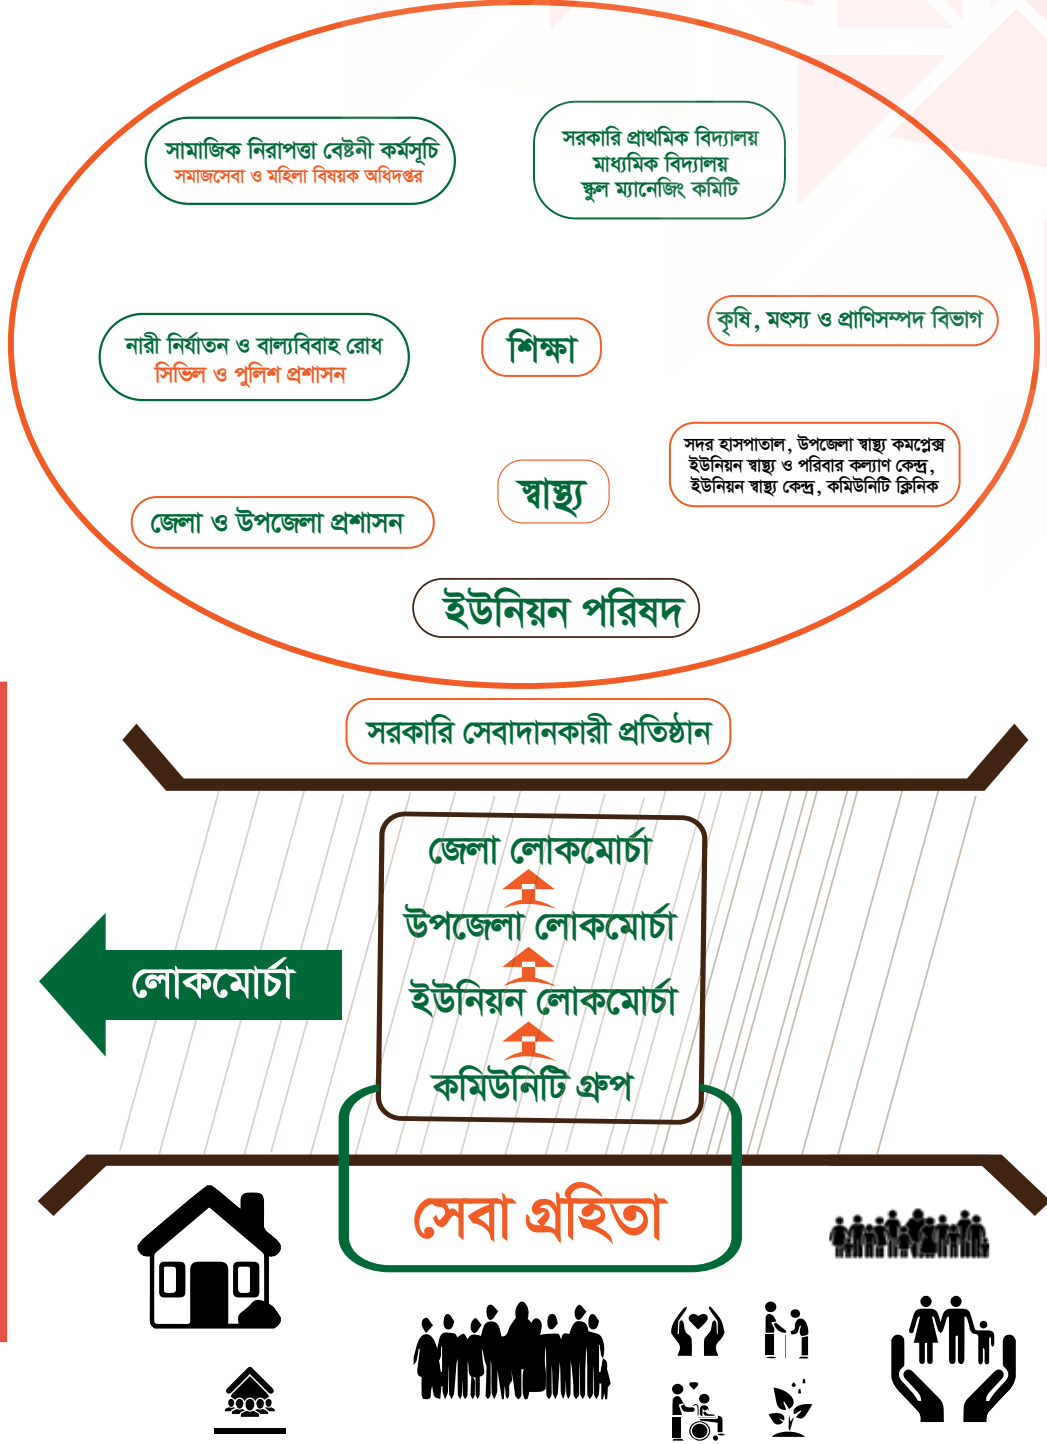 সামাজিক নিরাপত্তা বেষ্টনী কর্মসূচি
সমাজসেবা ও মহিলা বিষয়ক অধিদপ্তর
সরকারি প্রাথমিক বিদ্যালয়
মাধ্যমিক বিদ্যালয়
স্কুল ম্যানেজিং কমিটি
নারী নির্যাতন ও বাল্যবিবাহ রোধ
সিভিল ও পুলিশ প্রশাসন
শিক্ষা
কৃষি, মৎস্য ও প্রাণিসম্পদ বিভাগ
জেলা ও উপজেলা প্রশাসন
স্বাস্থ্য
সদর হাসপাতাল, উপজেলা স্বাস্থ্য কমপ্লেক্স
ইউনিয়ন স্বাস্থ্য ও পরিবার কল্যাণ কেন্দ্র,
ইউনিয়ন স্বাস্থ্য কেন্দ্র, কমিউনিটি ক্লিনিক
ইউনিয়ন পরিষদ
সরকারি সেবাদানকারী প্রতিষ্ঠান
জেলা লোকমোর্চা
উপজেলা লোকমোর্চা
লোকমোর্চা
ইউনিয়ন লোকমোর্চা
কমিউনিটি গ্রুপ
সেবা গ্রহিতা